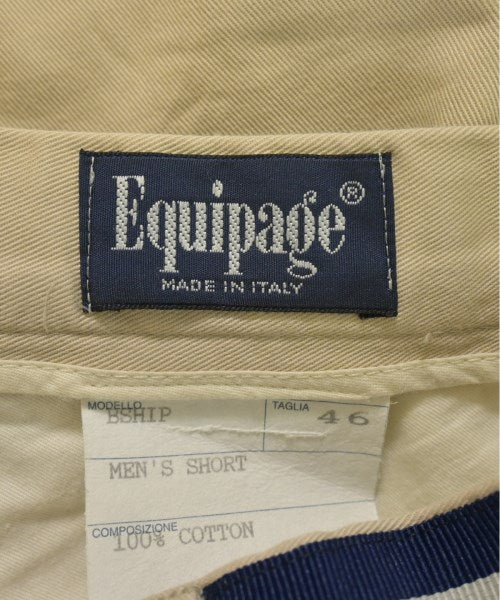 Equipage®
MADE IN ITALY
MODELLO TAGLIA
BSHIP 46
MEN'S SHORT
COMPOSIZIONE
100% COTTON